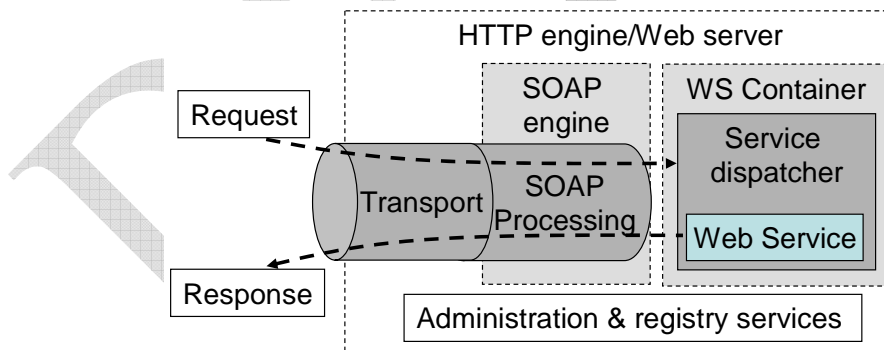 HTTP engine/Web server
SOAP
engine
WS Container
Request
Service
dispatcher
Transport
SOAP
Processing
Web Service
Response
Administration & registry services